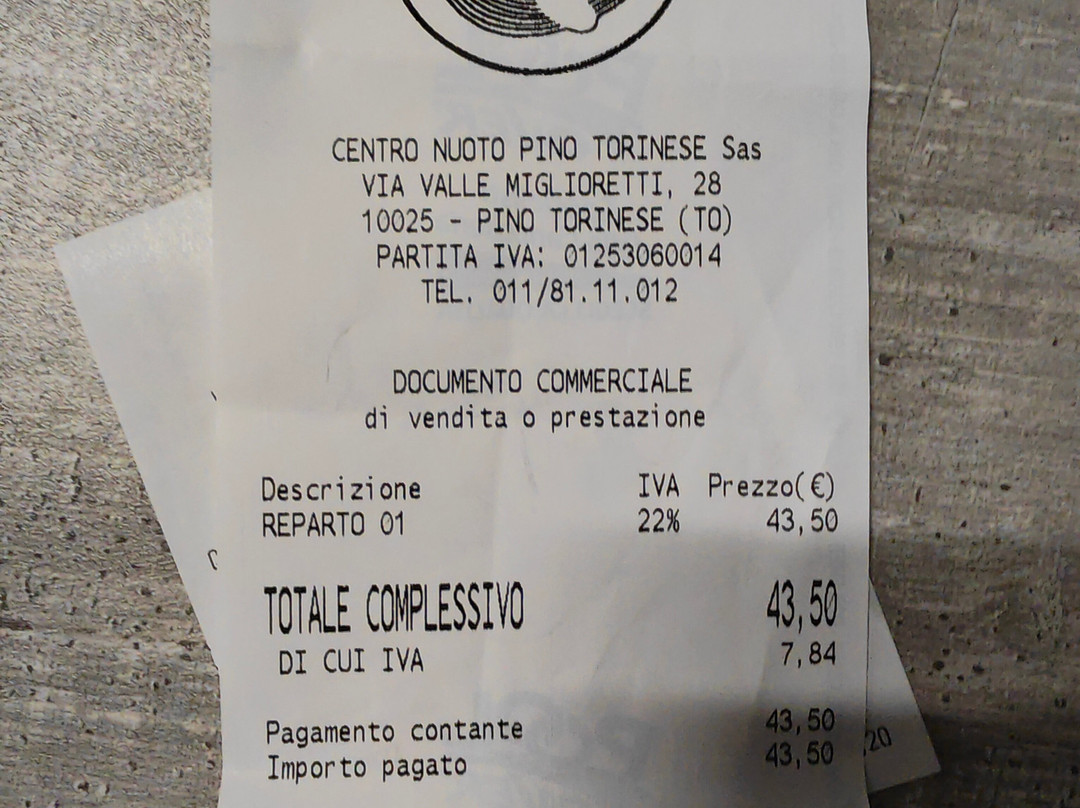 CENTRO NUOTO PINO TORINESE Sas
VIA VALLE MIGLIORETTI, 28
10025 - PINO TORINESE (TO)
PARTITA IVA: 01253060014
TEL. 011/81.11.012
DOCUMENTO COMMERCIALE
di vendita o prestazione
Descrizione IVA Prezzo(€)
REPARTO 01 22% 43,50
TOTALE COMPLESSIVO 43,50
DI CUI IVA 7,84
Pagamento contante 43,50
Importo pagato 43,50
/20